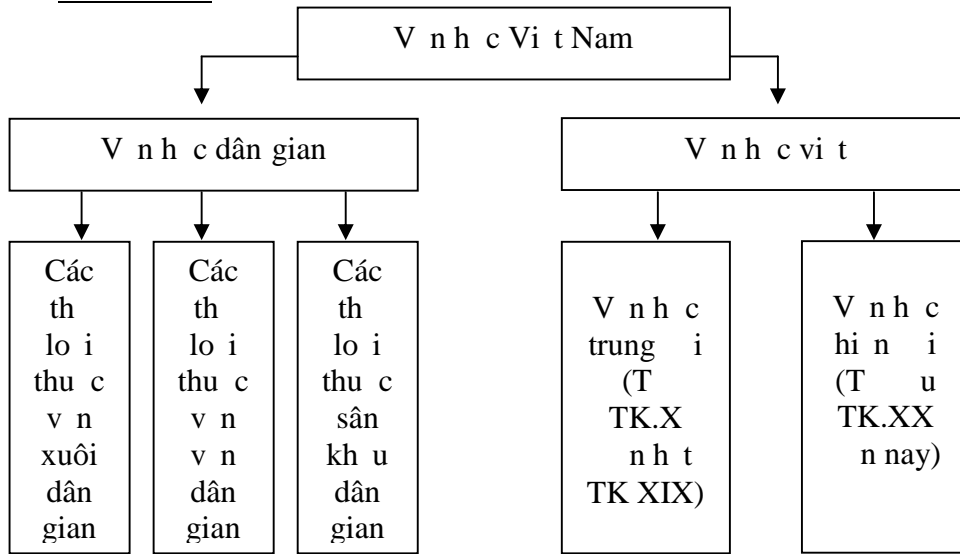 V n h c Vi t Nam
V n h c dân gian
V n h c vi t
Các
th
lo i
thu c
v n
xuôi
dân
gian
Các
th
lo i
thu c
v n
v n
dân
gian
Các
th
lo i
thu c
sân
kh u
dân
gian
V n h c
trung i
(T
TK.X
n h t
TK XIX)
V n h c
hi n i
(T u
TK.XX
n nay)